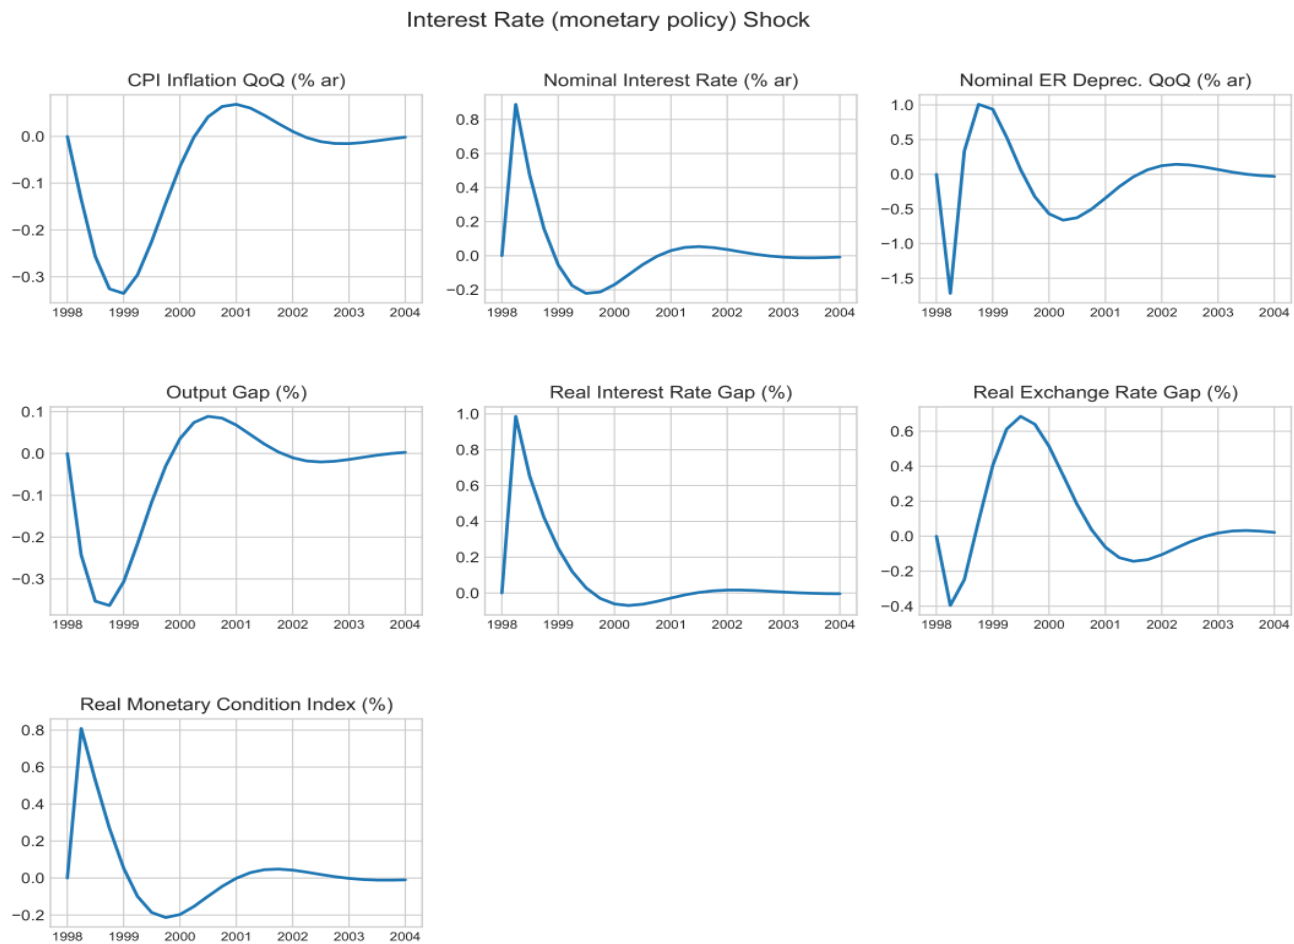 Interest Rate (monetary policy) Shock
CPI Inflation QoQ (% ar)
0.0
−0.1
−0.2
−0.3
1998 1999 2000 2001 2002 2003 2004
Nominal Interest Rate (% ar)
0.8
0.6
0.4
0.2
0.0
−0.2
1998 1999 2000 2001 2002 2003 2004
Nominal ER Deprec. QoQ (% ar)
1.0
0.5
0.0
−0.5
−1.0
−1.5
1998 1999 2000 2001 2002 2003 2004
Output Gap (%)
0.1
0.0
−0.1
−0.2
−0.3
1998 1999 2000 2001 2002 2003 2004
Real Interest Rate Gap (%)
1.0
0.8
0.6
0.4
0.2
0.0
1998 1999 2000 2001 2002 2003 2004
Real Exchange Rate Gap (%)
0.6
0.4
0.2
0.0
−0.2
−0.4
1998 1999 2000 2001 2002 2003 2004
Real Monetary Condition Index (%)
0.8
0.6
0.4
0.2
0.0
−0.2
1998 1999 2000 2001 2002 2003 2004